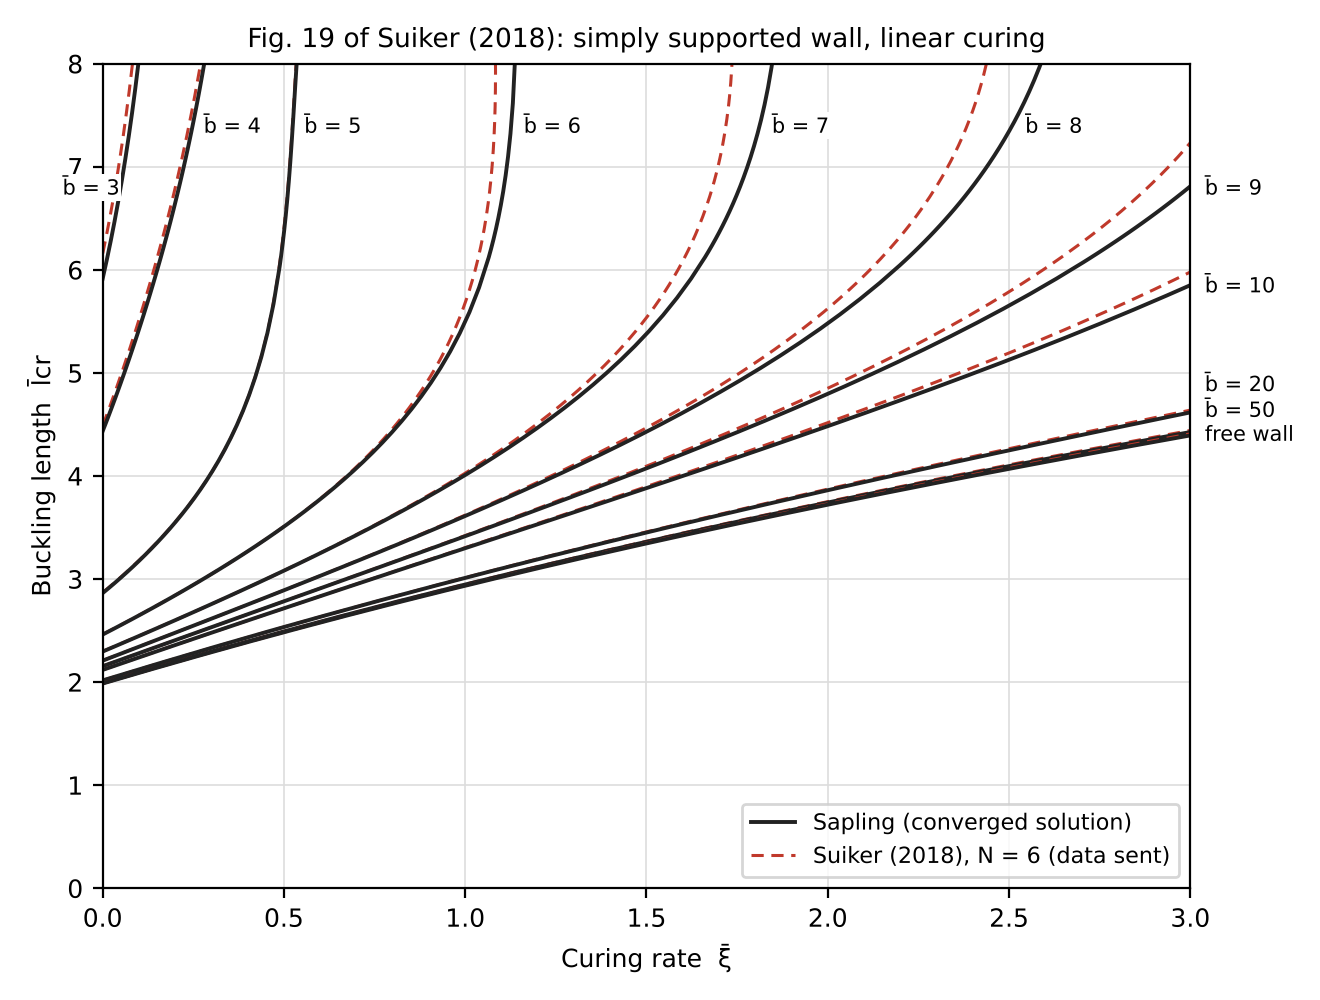 Fig. 19 of Suiker (2018): simply supported wall, linear curing
8
7
6
5
4
3
2
1
0
Buckling length l̄cr
b̄ = 3
b̄ = 4
b̄ = 5
b̄ = 6
b̄ = 7
b̄ = 8
b̄ = 9
b̄ = 10
b̄ = 20
b̄ = 50
free wall
Sapling (converged solution)
Suiker (2018), N = 6 (data sent)
0.0 0.5 1.0 1.5 2.0 2.5 3.0
Curing rate ξ̄